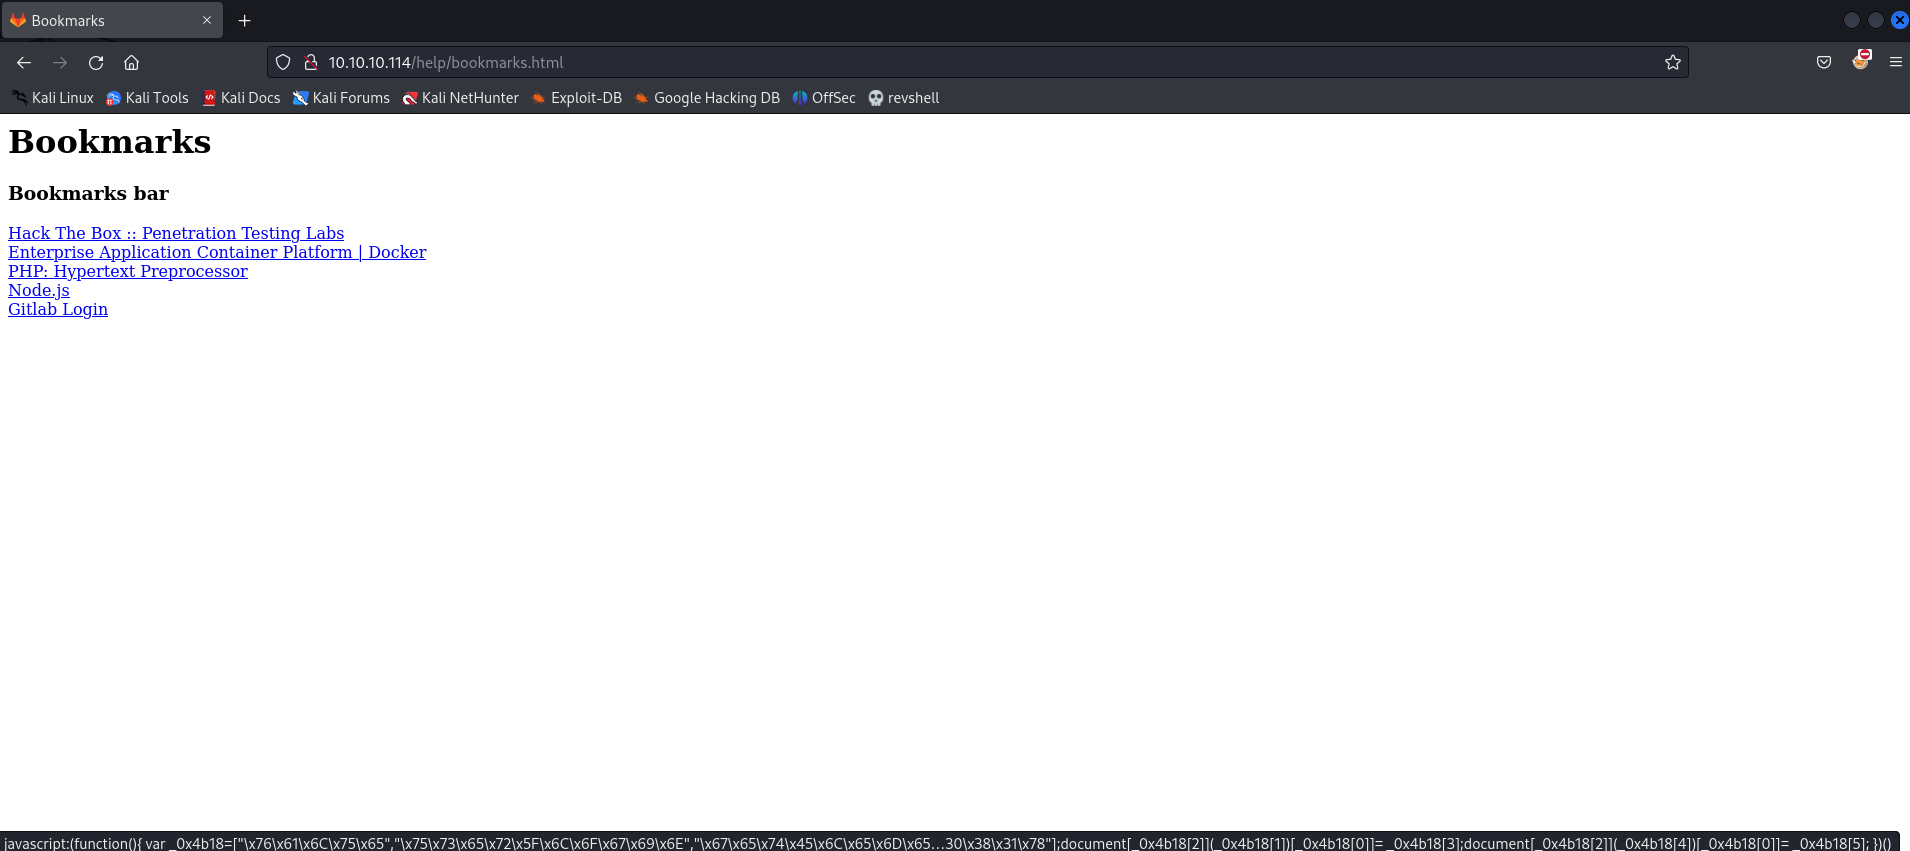 Bookmarks
10.10.10.114/help/bookmarks.html
Kali Linux Kali Tools Kali Docs Kali Forums Kali NetHunter Exploit-DB Google Hacking DB OffSec revshell
Bookmarks
Bookmarks bar
Hack The Box :: Penetration Testing Labs
Enterprise Application Container Platform | Docker
PHP: Hypertext Preprocessor
Node.js
Gitlab Login
javascript:(function(){ var _0x4b18=["\x76\x61\x6C\x75\x65","\x75\x73\x65\x72\x5F\x6C\x6F\x67\x69\x6E","\x67\x65\x74\x45\x6C\x65\x6D\x65…30\x38\x31\x78"];document[_0x4b18[2]](_0x4b18[1])[_0x4b18[0]]= _0x4b18[3];document[_0x4b18[2]](_0x4b18[4])[_0x4b18[0]]= _0x4b18[5]; })()